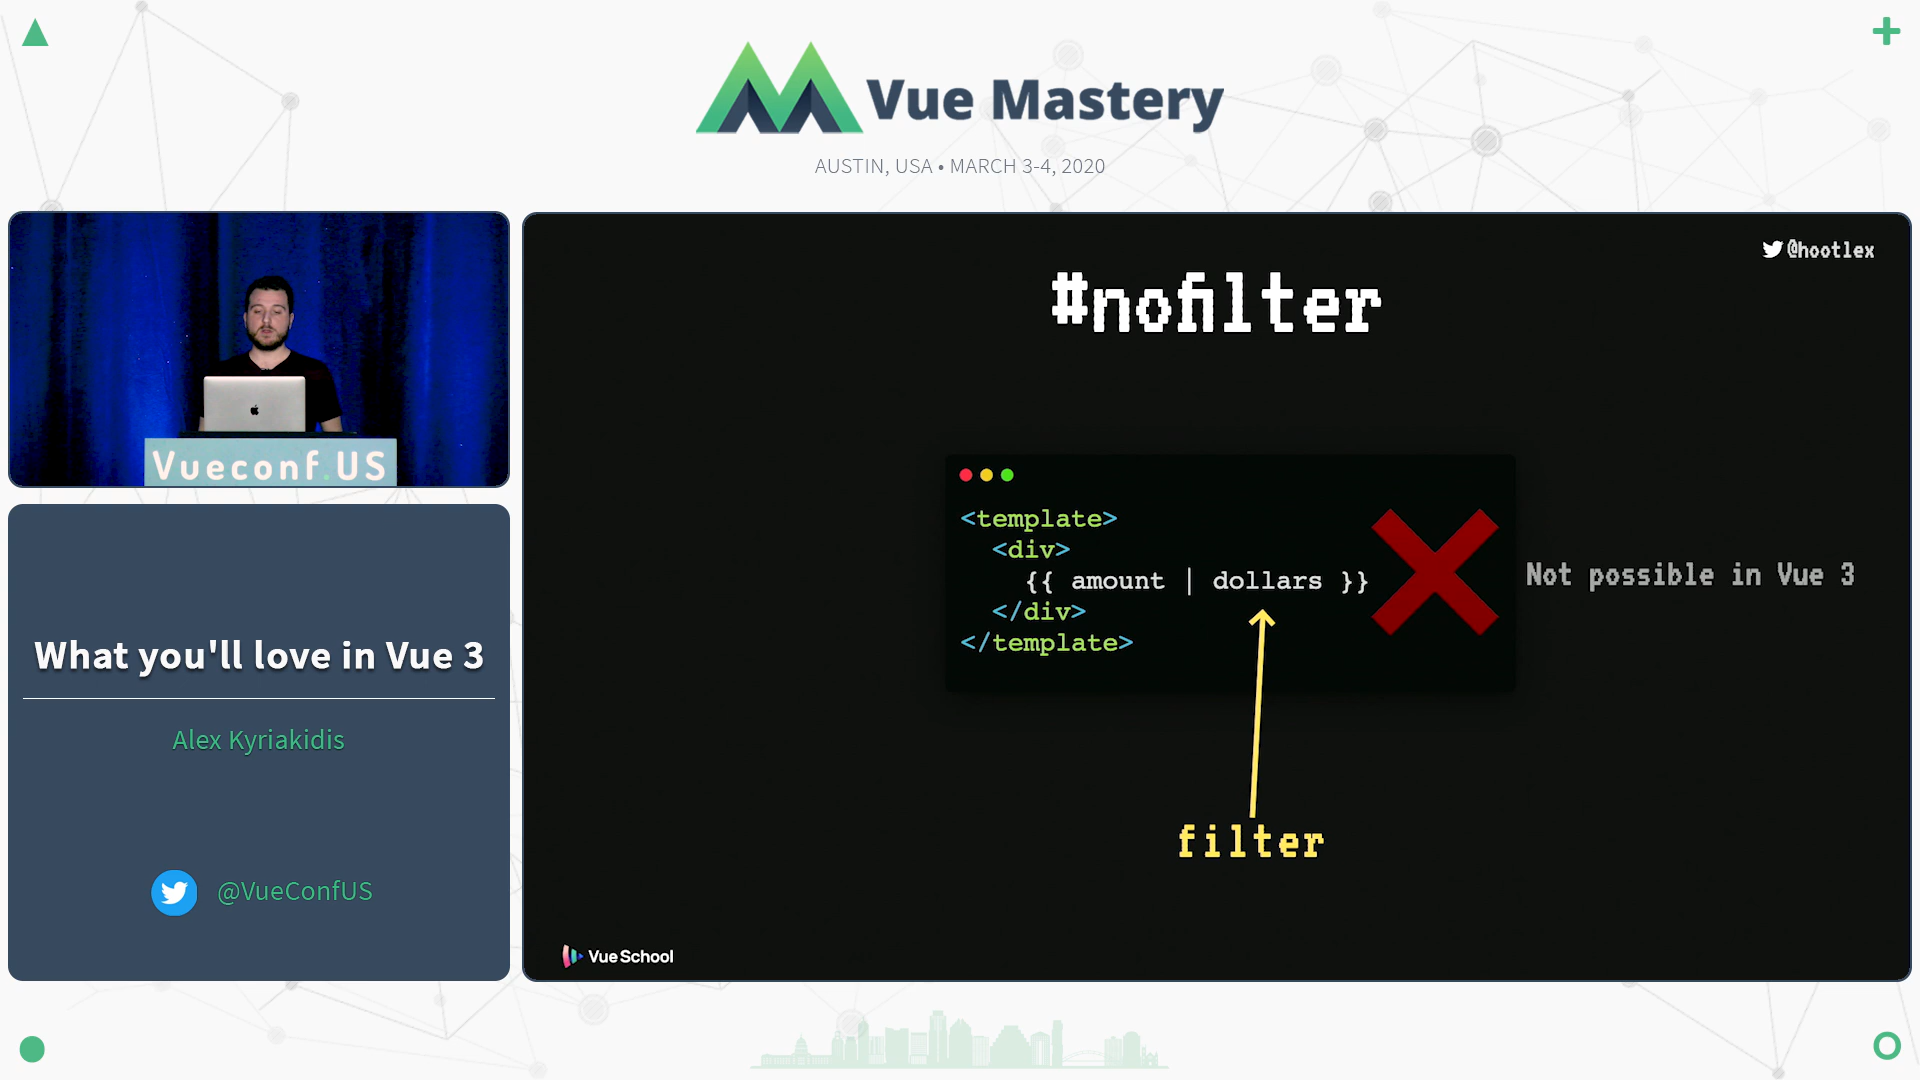 Vue Mastery
AUSTIN, USA • MARCH 3-4, 2020
Vueconf.US
What you'll love in Vue 3
Alex Kyriakidis
@VueConfUS
@hootlex
#nofilter
<template>
<div>
{{ amount | dollars }}
</div>
</template>
Not possible in Vue 3
filter
Vue School